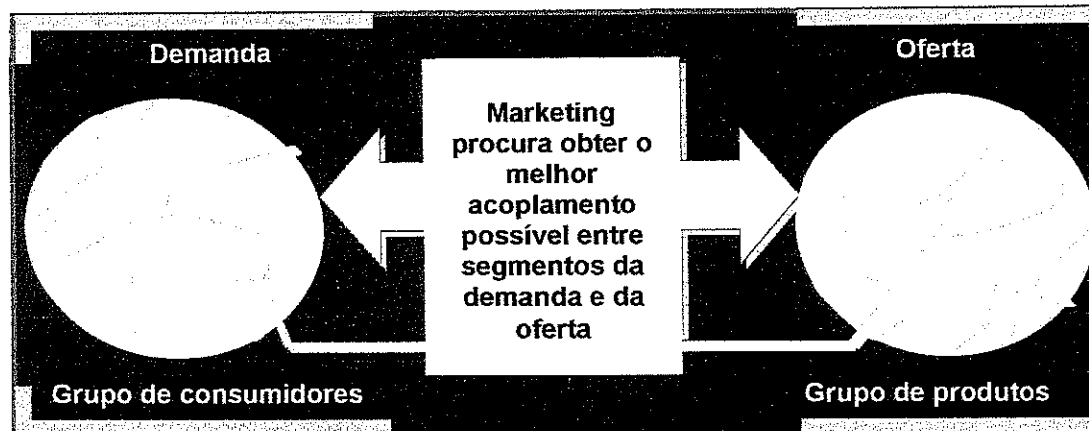 Demanda
Oferta
Marketing
procura obter o
melhor
acoplamento
possível entre
segmentos da
demanda e da
oferta
Grupo de consumidores
Grupo de produtos